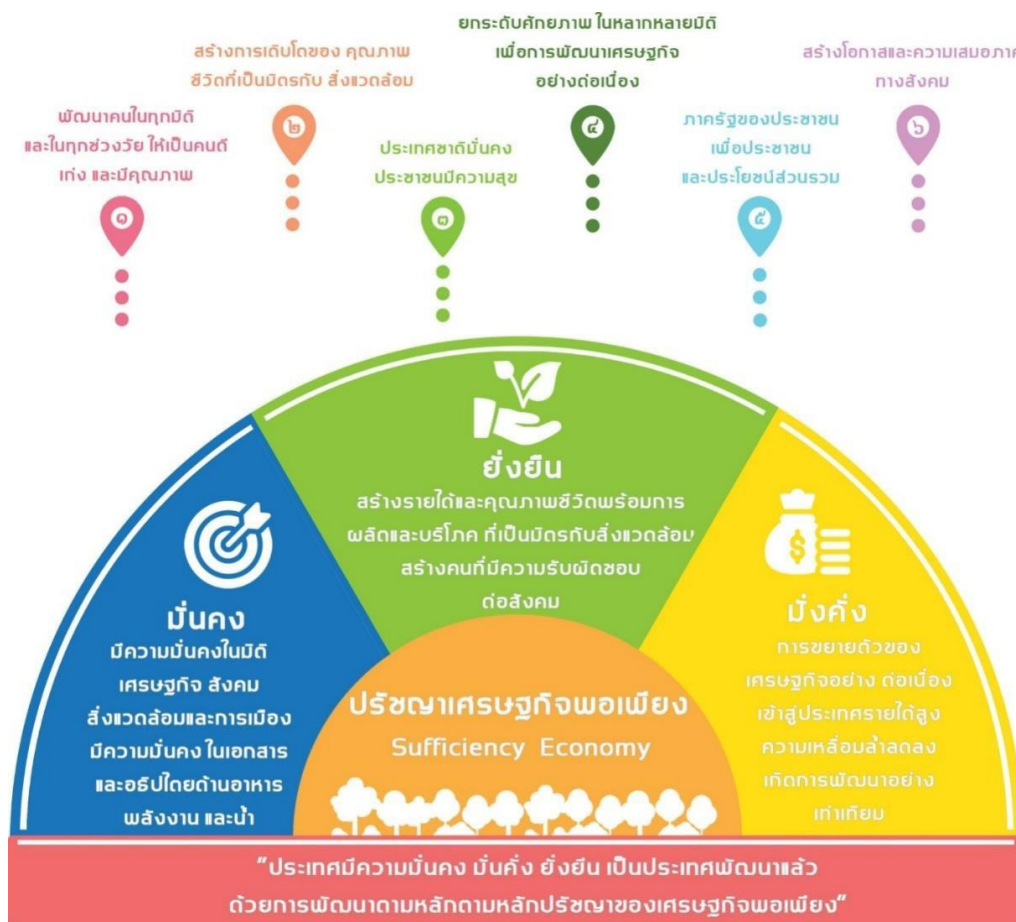 พัฒนาคนในทุกมิติ
และในทุกช่วงวัย ให้เป็นคนดี
เก่ง และมีคุณภาพ
๑
สร้างการเติบโตของ คุณภาพ
ชีวิตที่เป็นมิตรกับ สิ่งแวดล้อม
๒
ประเทศชาติมั่นคง
ประชาชนมีความสุข
๓
ยกระดับศักยภาพ ในหลากหลายมิติ
เพื่อการพัฒนาเศรษฐกิจ
อย่างต่อเนื่อง
๔
ภาครัฐของประชาชน
เพื่อประชาชน
และประโยชน์ส่วนรวม
๕
สร้างโอกาสและความเสมอภาค
ทางสังคม
๖
มั่นคง
มีความมั่นคงในมิติ
เศรษฐกิจ สังคม
สิ่งแวดล้อมและการเมือง
มีความมั่นคง ในเอกสาร
และอธิปไตยด้านอาหาร
พลังงาน และน้ำ
ยั่งยืน
สร้างรายได้และคุณภาพชีวิตพร้อมการ
ผลิตและบริโภค ที่เป็นมิตรกับสิ่งแวดล้อม
สร้างคนที่มีความรับผิดชอบ
ต่อสังคม
$
มั่งคั่ง
การขยายตัวของ
เศรษฐกิจอย่าง ต่อเนื่อง
เข้าสู่ประเทศรายได้สูง
ความเหลื่อมล้ำลดลง
เกิดการพัฒนาอย่าง
เท่าเทียม
ปรัชญาเศรษฐกิจพอเพียง
Sufficiency Economy
"ประเทศมีความมั่นคง มั่นคั่ง ยั่งยืน เป็นประเทศพัฒนาแล้ว
ด้วยการพัฒนาตามหลักตามหลักปรัชญาของเศรษฐกิจพอเพียง"